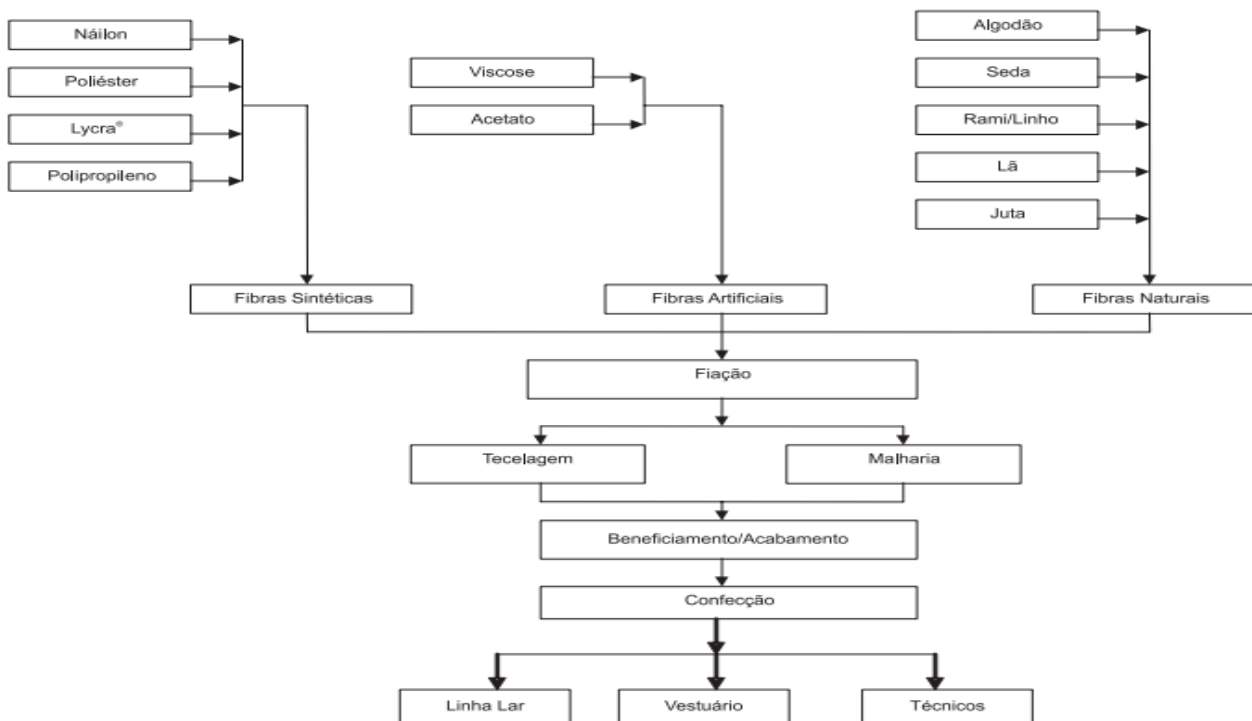 Náilon
Poliéster
Lycra®
Polipropileno
Viscose
Acetato
Algodão
Seda
Rami/Linho
Lã
Juta
Fibras Sintéticas
Fibras Artificiais
Fibras Naturais
Fiação
Tecelagem
Malharia
Beneficiamento/Acabamento
Confecção
Linha Lar
Vestuário
Técnicos